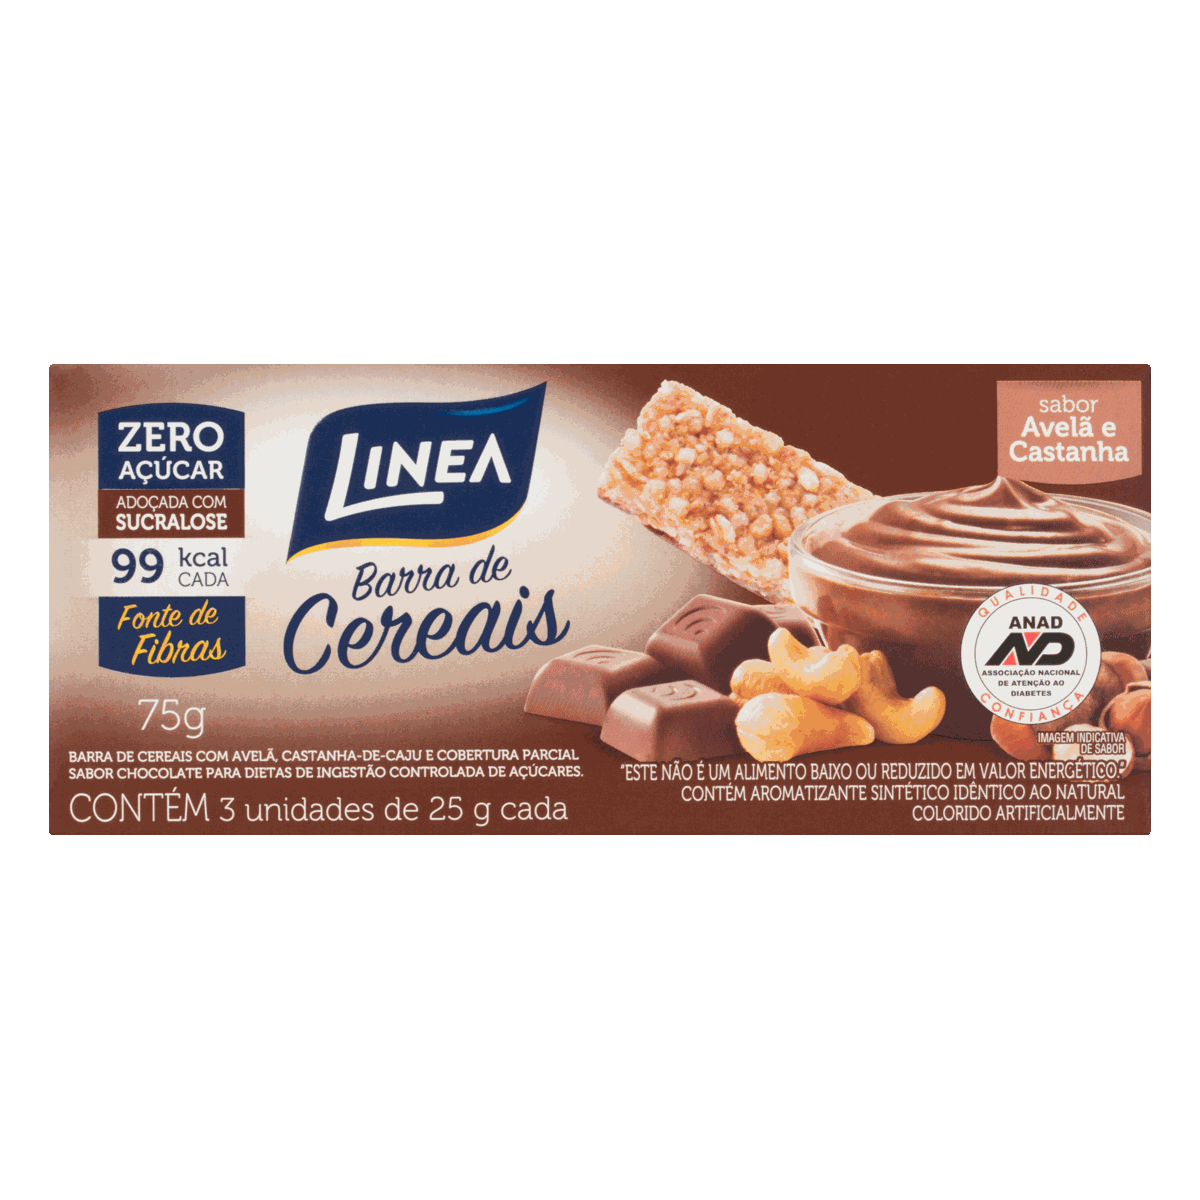 ZERO
AÇÚCAR
ADOÇADA COM
SUCRALOSE
99 kcal
CADA
Fonte de
Fibras
75g
LINEA
Barra de
Cereais
sabor
Avelã e
Castanha
QUALIDADE
ANAD
ASSOCIAÇÃO NACIONAL
DE ATENÇÃO AO
DIABETES
CONFIANÇA
IMAGEM INDICATIVA
DE SABOR
BARRA DE CEREAIS COM AVELÃ, CASTANHA-DE-CAJU E COBERTURA PARCIAL
SABOR CHOCOLATE PARA DIETAS DE INGESTÃO CONTROLADA DE AÇÚCARES.
CONTÉM 3 unidades de 25 g cada
"ESTE NÃO É UM ALIMENTO BAIXO OU REDUZIDO EM VALOR ENERGÉTICO."
CONTÉM AROMATIZANTE SINTÉTICO IDÊNTICO AO NATURAL
COLORIDO ARTIFICIALMENTE